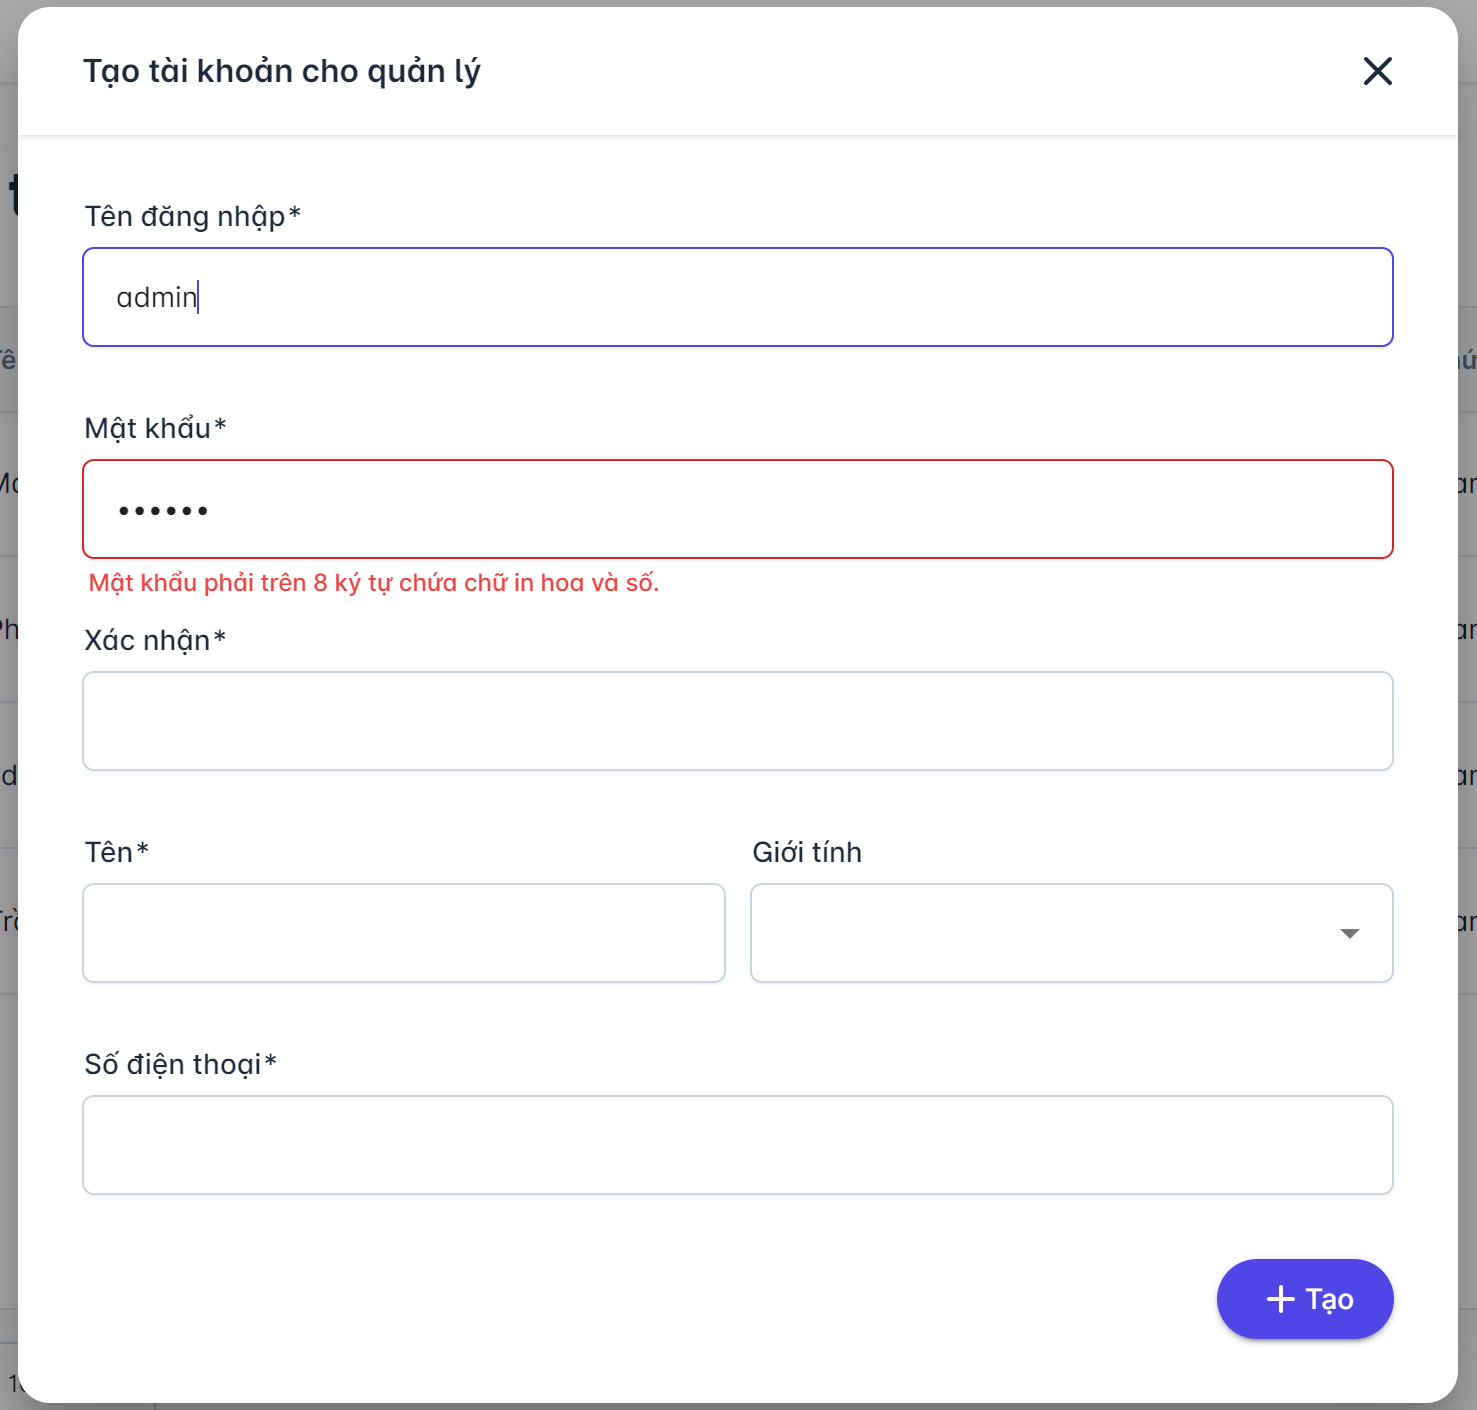 Tạo tài khoản cho quản lý
Tên đăng nhập*
admin
Mật khẩu*
••••••
Mật khẩu phải trên 8 ký tự chứa chữ in hoa và số.
Xác nhận*
Tên*
Giới tính
Số điện thoại*
Tạo